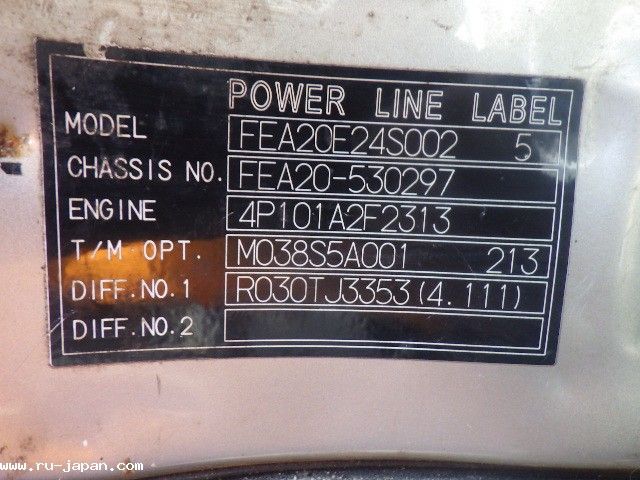 POWER LINE LABEL
MODEL FEA20E24S002 5
CHASSIS NO. FEA20-530297
ENGINE 4P101A2F2313
T/M OPT. M038S5A001 213
DIFF.NO.1 R030TJ3353(4.111)
DIFF.NO.2
www.ru-japan.com